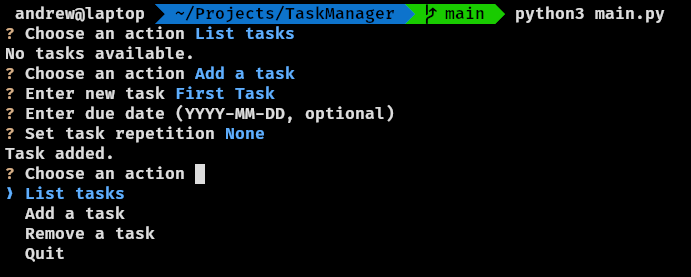 andrew@laptop ~/Projects/TaskManager main python3 main.py
? Choose an action List tasks
No tasks available.
? Choose an action Add a task
? Enter new task First Task
? Enter due date (YYYY-MM-DD, optional)
? Set task repetition None
Task added.
? Choose an action
❯ List tasks
Add a task
Remove a task
Quit